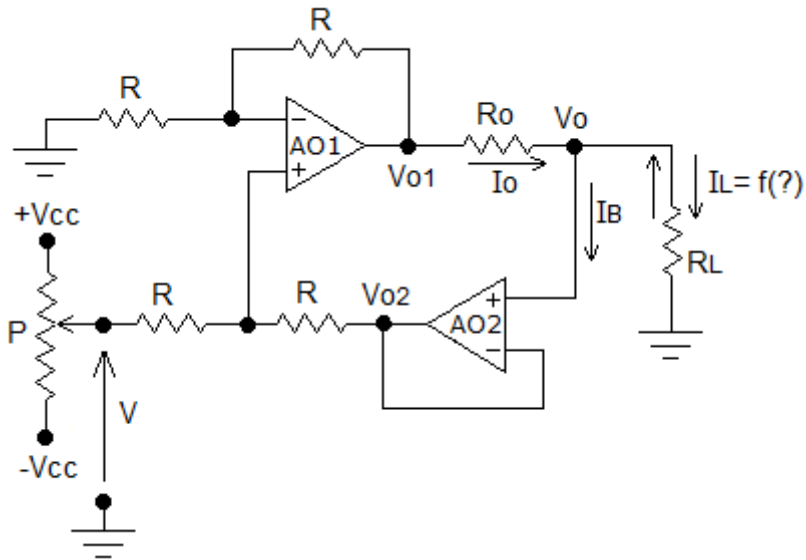 R
R
−
AO1
+
Vo1
Ro
Io
Vo
IB
IL= f(?)
RL
+Vcc
P
-Vcc
V
R
R
Vo2
+
AO2
−